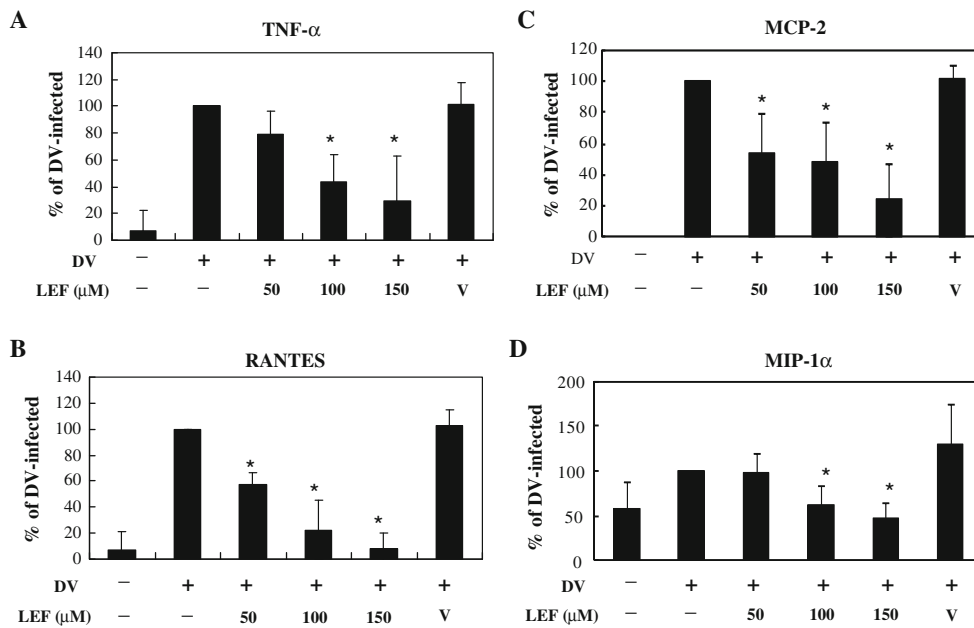 A
TNF-α
% of DV-infected
140
120
100
80
60
40
20
0
DV − + + + + +
LEF (μM) − − 50 100 150 V
* *
B
RANTES
% of DV-infected
140
120
100
80
60
40
20
0
DV − + + + + +
LEF (μM) − − 50 100 150 V
* * *
C
MCP-2
% of DV-infected
120
100
80
60
40
20
0
DV − + + + + +
LEF (μM) − − 50 100 150 V
* * *
D
MIP-1α
% of DV-infected
200
150
100
50
0
DV − + + + + +
LEF (μM) − − 50 100 150 V
* *